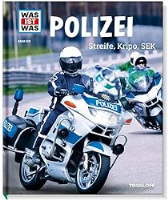 WAS
IST
WAS
POLIZEI
Streife, Kripo, SEK
POLIZEI
TESSLOFF